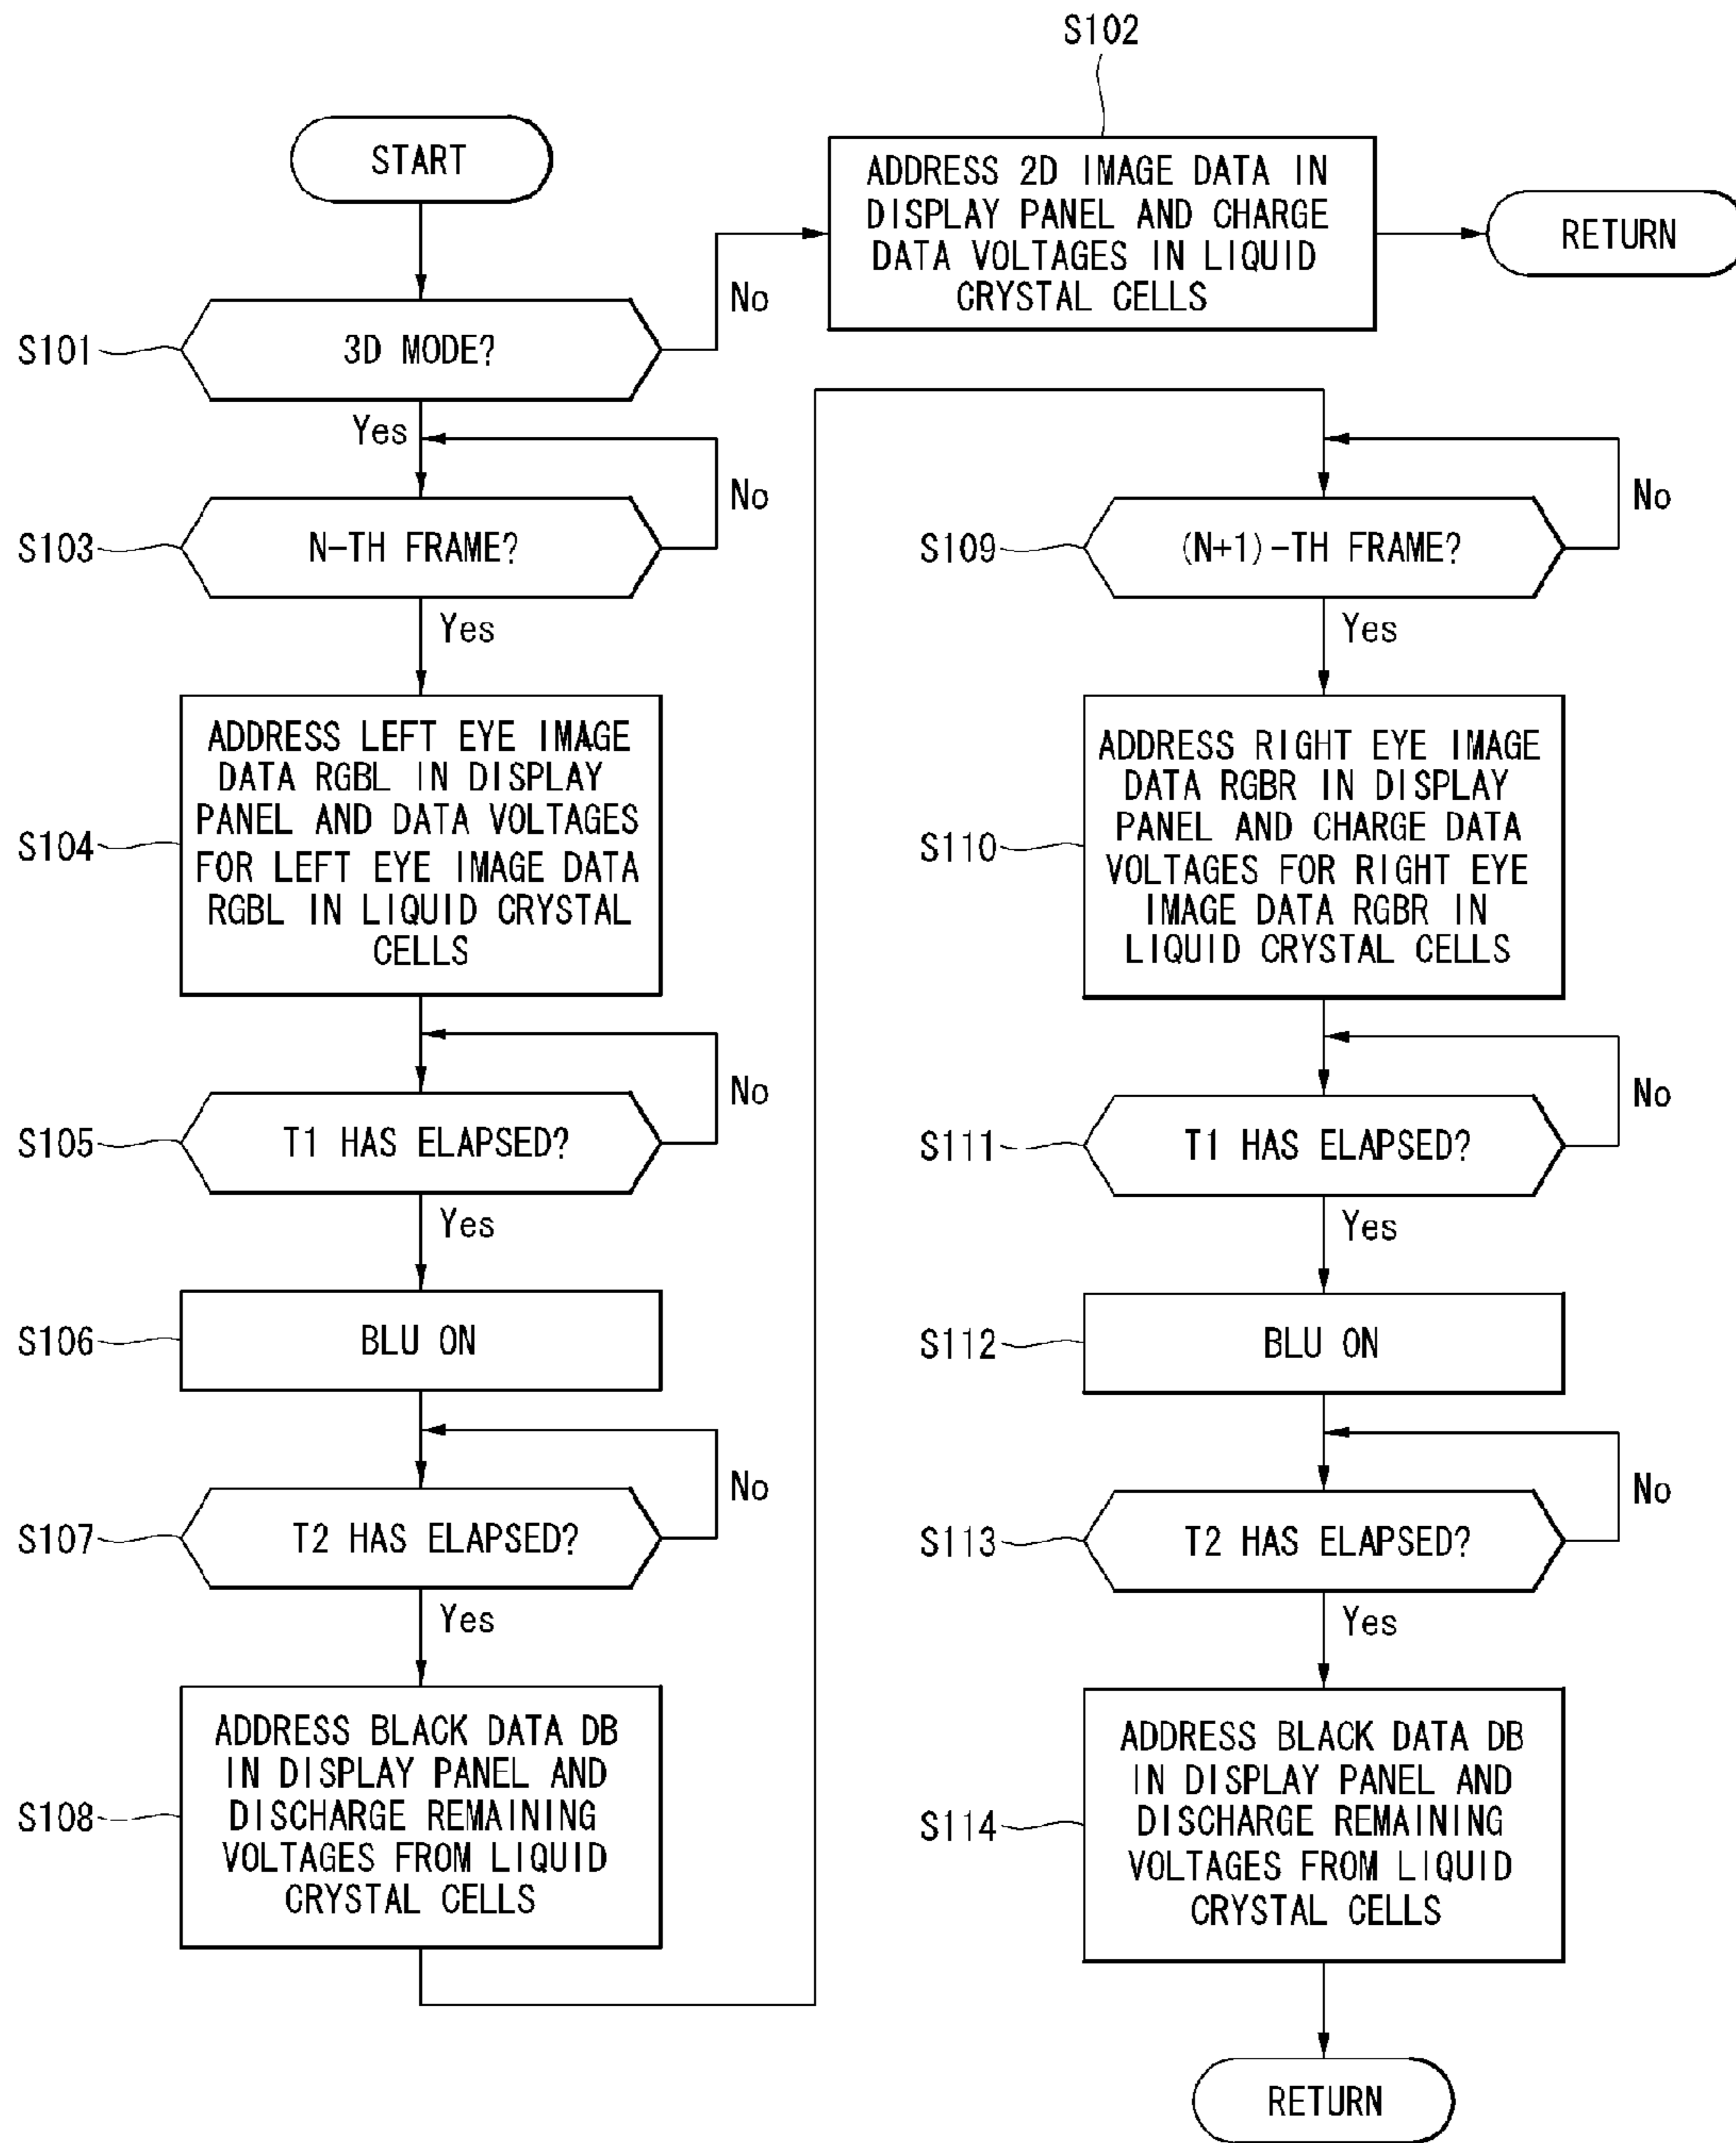 S102
START
ADDRESS 2D IMAGE DATA IN
DISPLAY PANEL AND CHARGE
DATA VOLTAGES IN LIQUID
CRYSTAL CELLS
RETURN
No
S101
3D MODE?
Yes
No
S103
N-TH FRAME?
Yes
S104
ADDRESS LEFT EYE IMAGE
DATA RGBL IN DISPLAY
PANEL AND DATA VOLTAGES
FOR LEFT EYE IMAGE DATA
RGBL IN LIQUID CRYSTAL
CELLS
No
S105
T1 HAS ELAPSED?
Yes
S106
BLU ON
No
S107
T2 HAS ELAPSED?
Yes
S108
ADDRESS BLACK DATA DB
IN DISPLAY PANEL AND
DISCHARGE REMAINING
VOLTAGES FROM LIQUID
CRYSTAL CELLS
No
S109
(N+1)-TH FRAME?
Yes
S110
ADDRESS RIGHT EYE IMAGE
DATA RGBR IN DISPLAY
PANEL AND CHARGE DATA
VOLTAGES FOR RIGHT EYE
IMAGE DATA RGBR IN
LIQUID CRYSTAL CELLS
No
S111
T1 HAS ELAPSED?
Yes
S112
BLU ON
No
S113
T2 HAS ELAPSED?
Yes
S114
ADDRESS BLACK DATA DB
IN DISPLAY PANEL AND
DISCHARGE REMAINING
VOLTAGES FROM LIQUID
CRYSTAL CELLS
RETURN